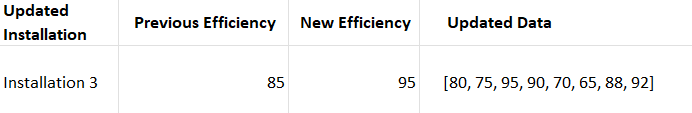 Updated Installation Previous Efficiency New Efficiency Updated Data
Installation 3 85 95 [80, 75, 95, 90, 70, 65, 88, 92]